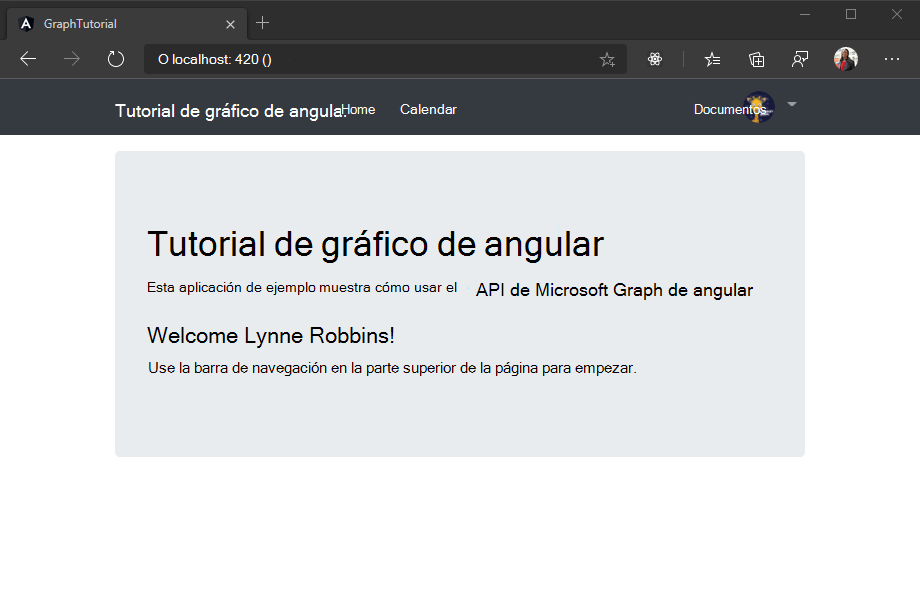 GraphTutorial
O localhost: 420 ()
Tutorial de gráfico de angula.
Home
Calendar
Documentos
Tutorial de gráfico de angular
Esta aplicación de ejemplo muestra cómo usar el API de Microsoft Graph de angular
Welcome Lynne Robbins!
Use la barra de navegación en la parte superior de la página para empezar.